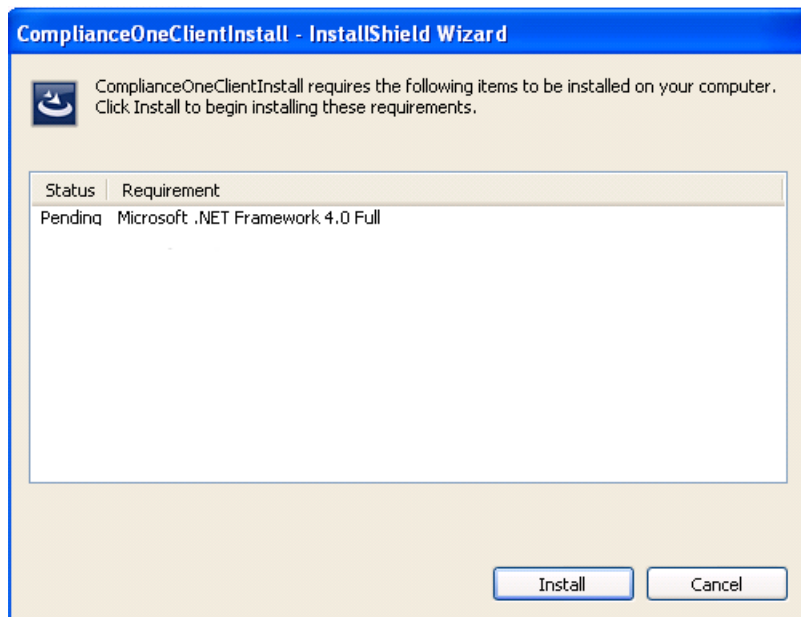 ComplianceOneClientInstall - InstallShield Wizard
ComplianceOneClientInstall requires the following items to be installed on your computer.
Click Install to begin installing these requirements.
Status Requirement
Pending Microsoft .NET Framework 4.0 Full
Install Cancel